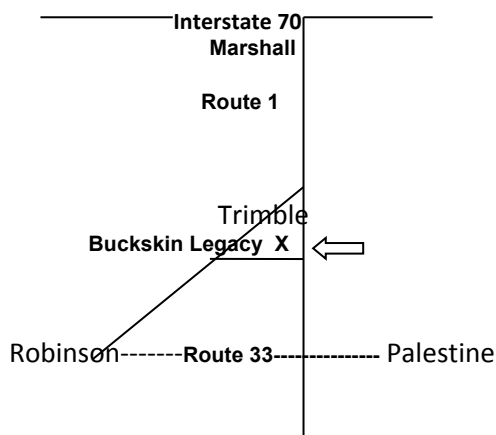 Interstate 70
Marshall
Route 1
Trimble
Buckskin Legacy X
Robinson------Route 33--------------- Palestine